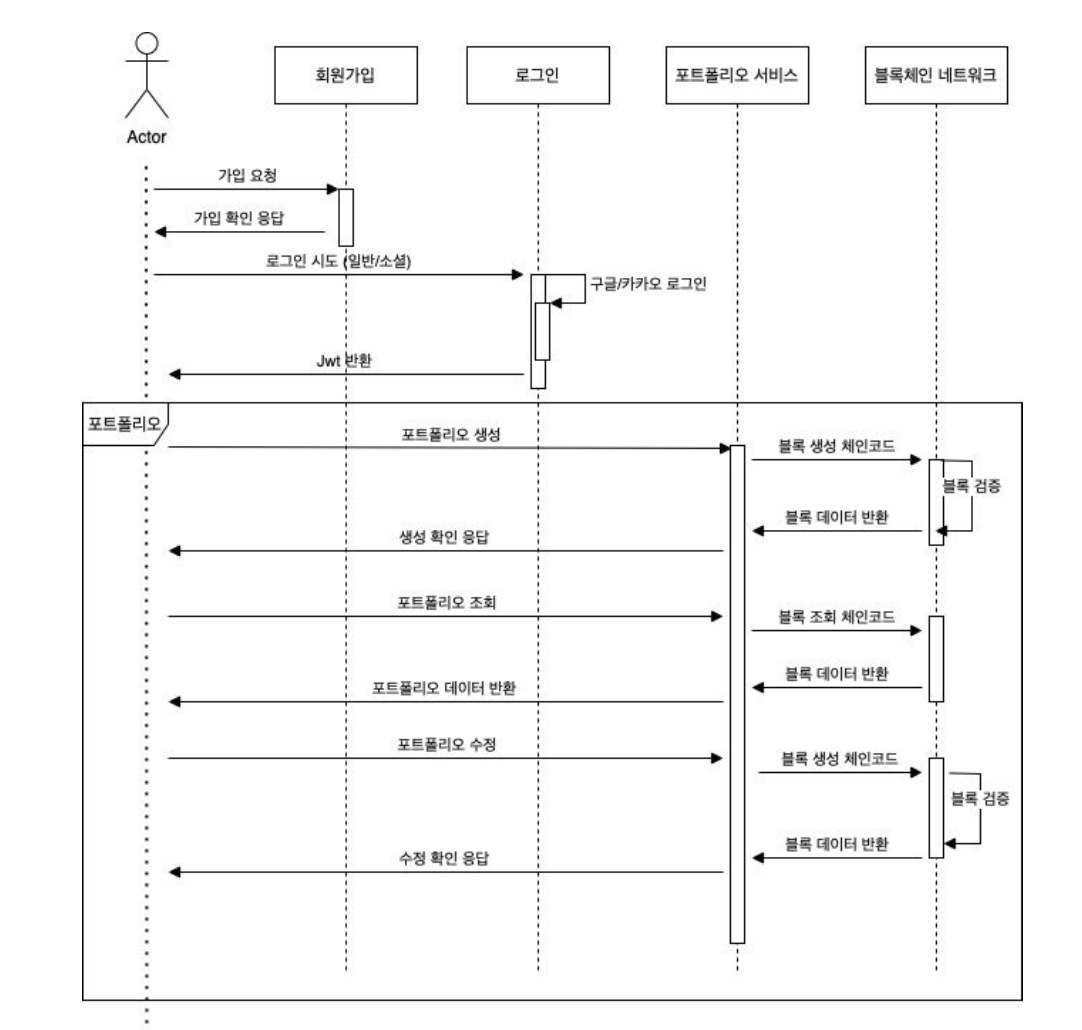 회원가입
로그인
포트폴리오 서비스
블록체인 네트워크
Actor
가입 요청
가입 확인 응답
로그인 시도 (일반/소셜)
구글/카카오 로그인
Jwt 반환
포트폴리오
포트폴리오 생성
블록 생성 체인코드
블록 검증
블록 데이터 반환
생성 확인 응답
포트폴리오 조회
블록 조회 체인코드
블록 데이터 반환
포트폴리오 데이터 반환
포트폴리오 수정
블록 생성 체인코드
블록 검증
블록 데이터 반환
수정 확인 응답